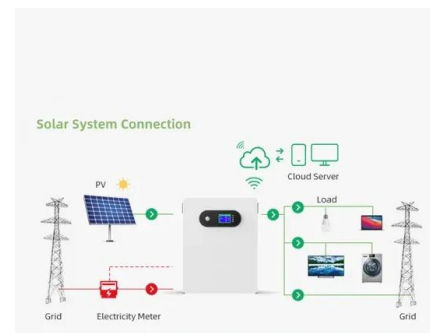 Solar System Connection
Cloud Server
PV
Load
Grid
Electricity Meter
Grid